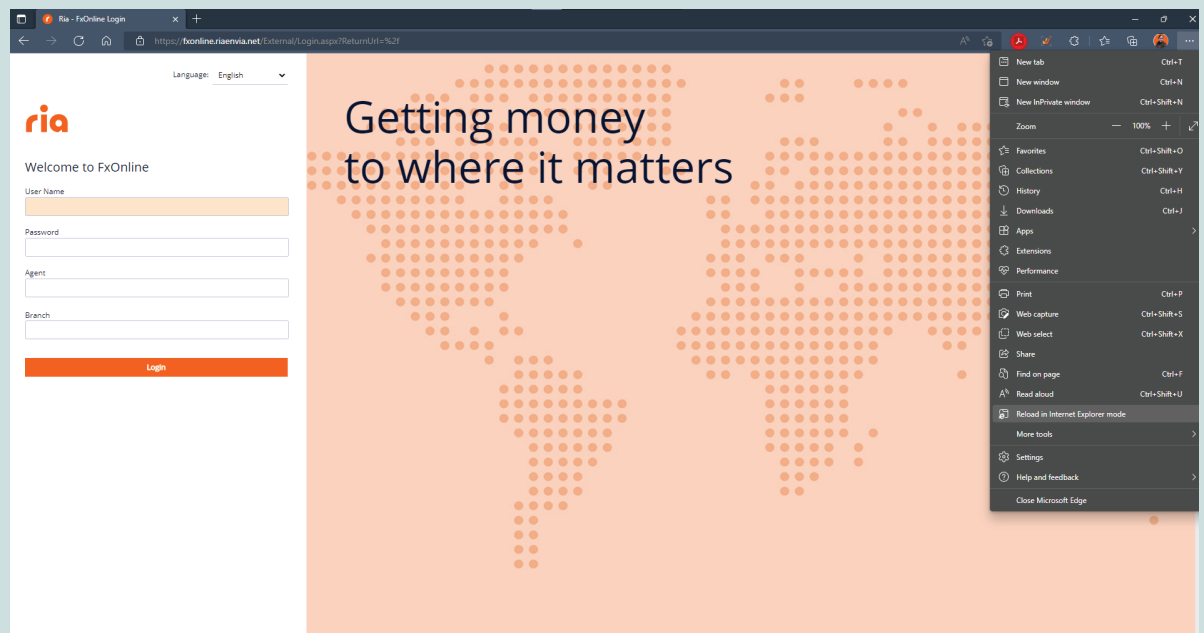 Ria - FxOnline Login
https://fxonline.riaenvia.net/External/Login.aspx?ReturnUrl=%2f
Language: English
ria
Welcome to FxOnline
User Name
Password
Agent
Branch
Login
Getting money
to where it matters
New tab Ctrl+T
New window Ctrl+N
New InPrivate window Ctrl+Shift+N
Zoom — 100% +
Favorites Ctrl+Shift+O
Collections Ctrl+Shift+Y
History Ctrl+H
Downloads Ctrl+J
Apps
Extensions
Performance
Print Ctrl+P
Web capture Ctrl+Shift+S
Web select Ctrl+Shift+X
Share
Find on page Ctrl+F
Read aloud Ctrl+Shift+U
Reload in Internet Explorer mode
More tools
Settings
Help and feedback
Close Microsoft Edge